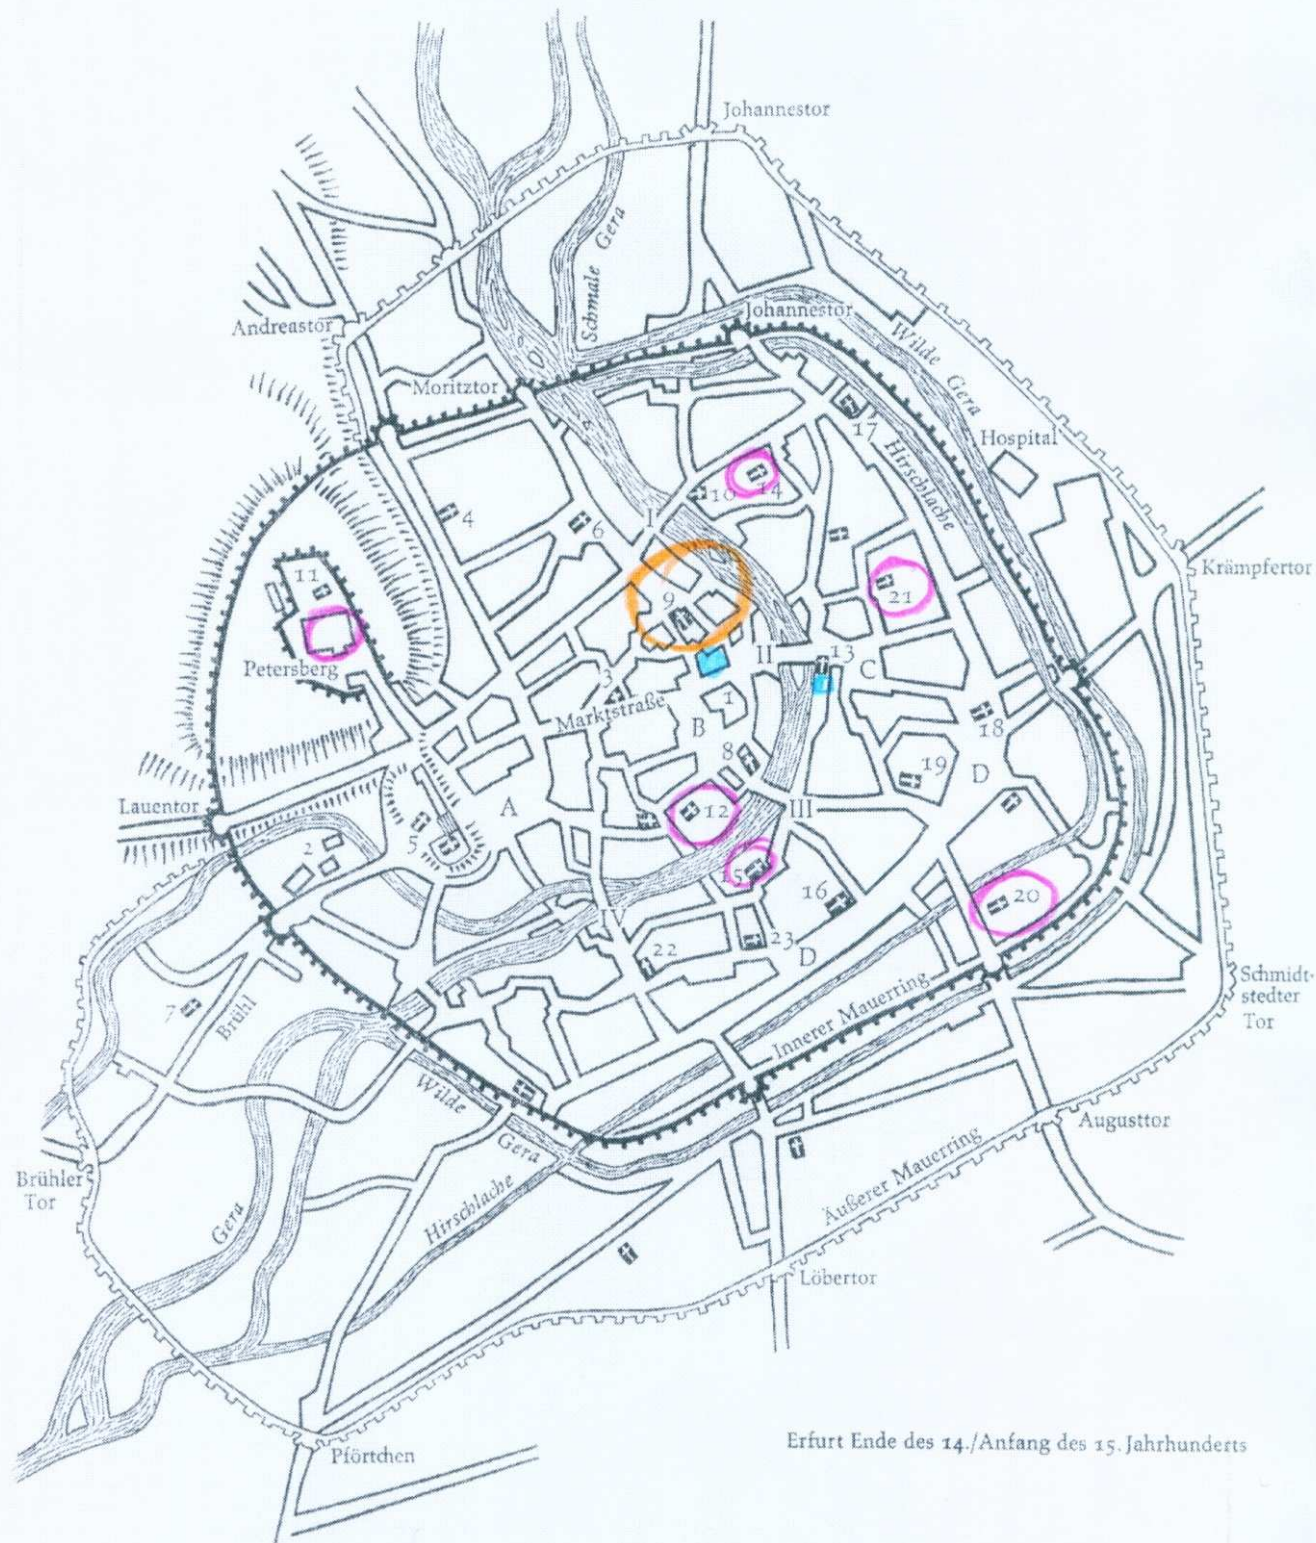 Johannestor
Schmale Gera
Johannestor
Andreastor
Wilde Gera
Moritztor
17
Hospital
Hirschlache
4
6
I
10
14
Krämpfertor
11
9
21
Petersberg
3
II
13
C
Marktstraße
1
B
18
8
19
D
Lauentor
A
12
III
2
5
15
16
20
IV
23
22
D
7
Brühl
Innerer Mauerring
Schmidt-
stedter
Tor
Wilde
Gera
Augusttor
Brühler
Tor
Gera
Hirschlache
Äußerer Mauerring
Löbertor
Erfurt Ende des 14./Anfang des 15. Jahrhunderts
Pförtchen